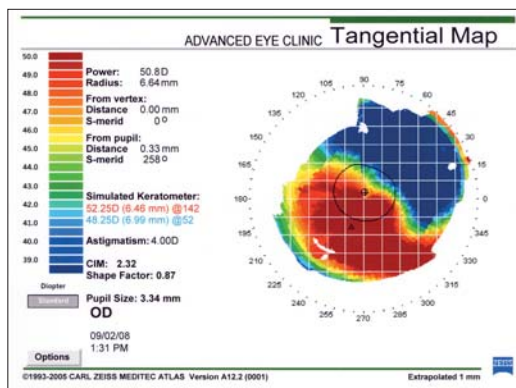 ADVANCED EYE CLINIC Tangential Map
50.0
49.0
48.0
47.0
46.0
45.0
44.0
43.0
42.0
41.0
40.0
39.0
Diopter
Standard
Power: 50.8 D
Radius: 6.64 mm
From vertex:
Distance 0.00 mm
S-merid 0°
From pupil:
Distance 0.33 mm
S-merid 258°
Simulated Keratometer:
52.25D (6.46 mm) @142
48.25D (6.99 mm) @52
Astigmatism: 4.00D
CIM: 2.32
Shape Factor: 0.87
Pupil Size: 3.34 mm
OD
09/02/08
1:31 PM
Options
90
105
120
135
150
165
180
195
210
225
240
255
270
285
300
315
330
345
0
15
30
45
60
75
©1993-2005 CARL ZEISS MEDITEC ATLAS Version A12.2 (0001)
Extrapolated 1 mm